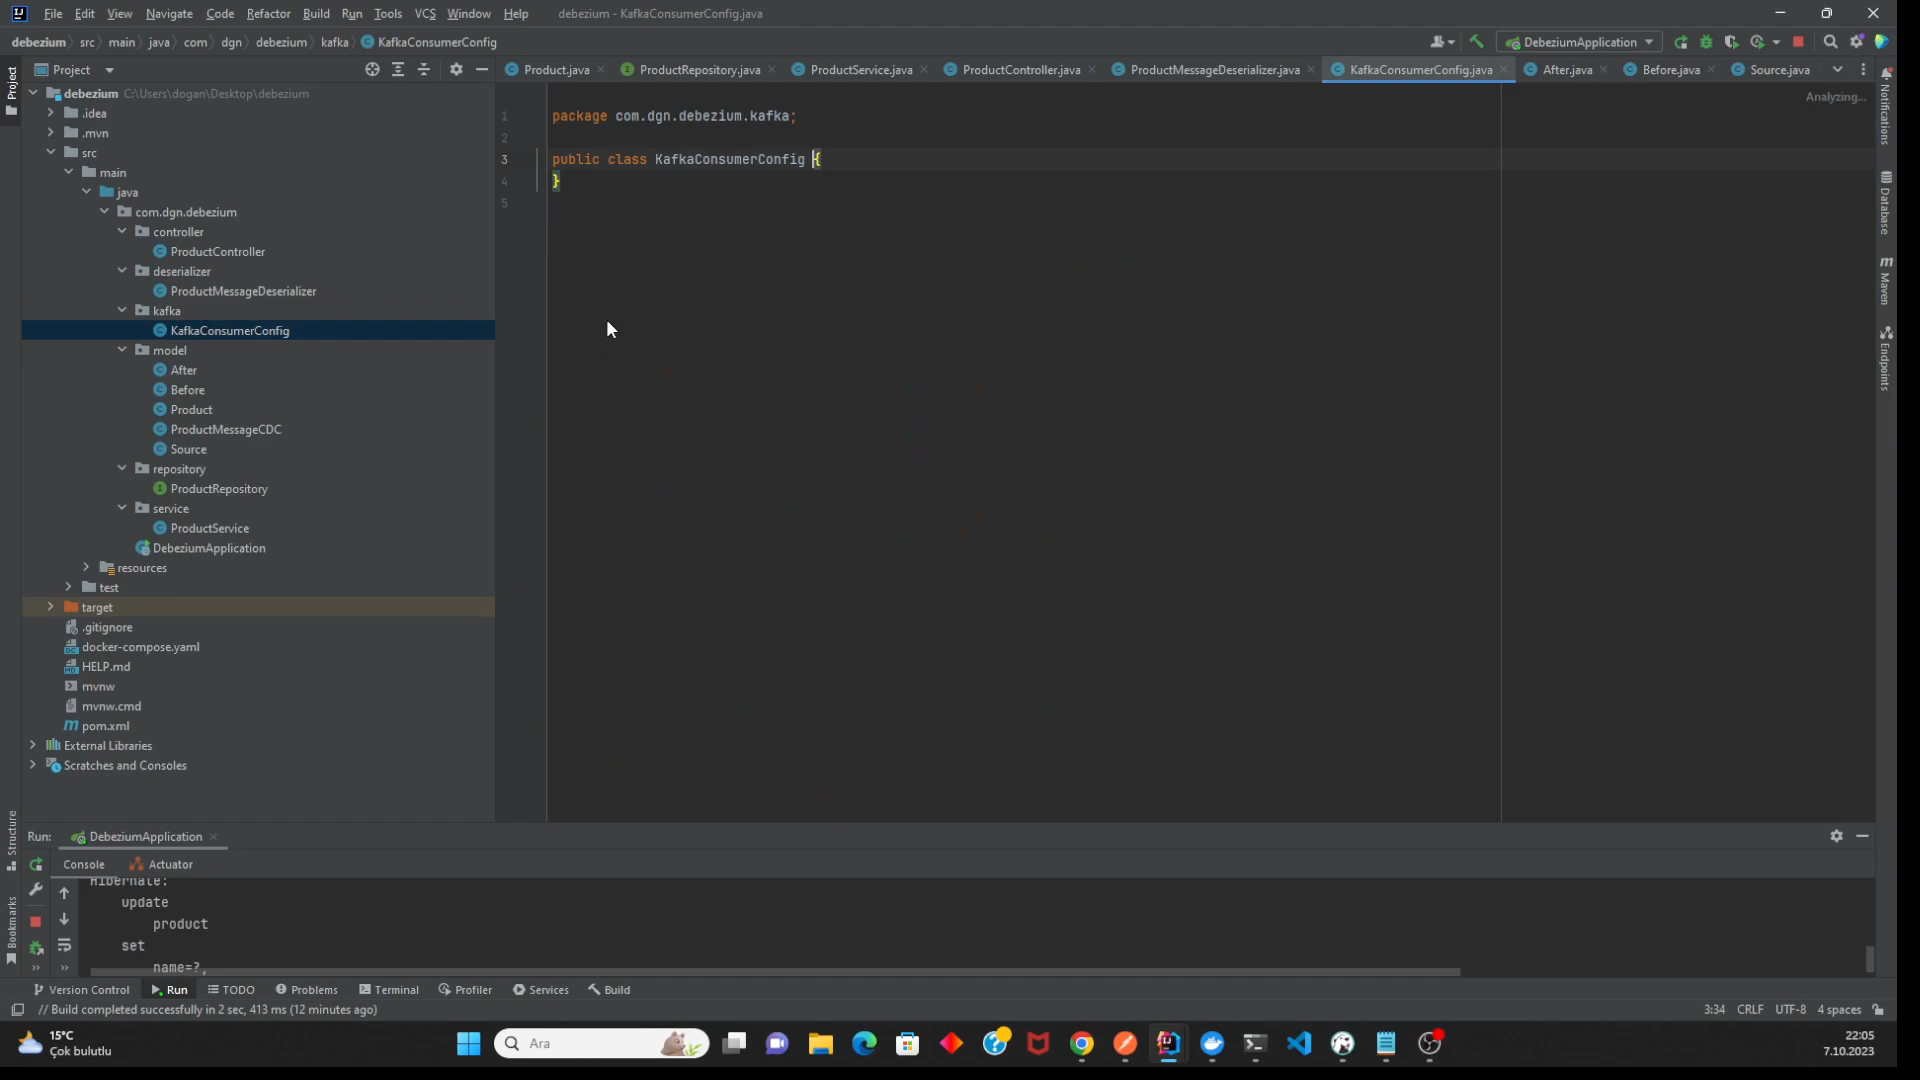 File Edit View Navigate Code Refactor Build Run Tools VCS Window Help debezium - KafkaConsumerConfig.java
debezium src main java com dgn debezium kafka KafkaConsumerConfig
DebeziumApplication
Project
Product.java ProductRepository.java ProductService.java ProductController.java ProductMessageDeserializer.java KafkaConsumerConfig.java After.java Before.java Source.java
Project
Analyzing...
debezium C:\Users\dogan\Desktop\debezium
.idea
.mvn
src
main
java
com.dgn.debezium
controller
ProductController
deserializer
ProductMessageDeserializer
kafka
KafkaConsumerConfig
model
After
Before
Product
ProductMessageCDC
Source
repository
ProductRepository
service
ProductService
DebeziumApplication
resources
test
target
.gitignore
docker-compose.yaml
HELP.md
mvnw
mvnw.cmd
pom.xml
External Libraries
Scratches and Consoles
1 package com.dgn.debezium.kafka;
2
3 public class KafkaConsumerConfig {
4 }
5
Notifications
Database
Maven
Endpoints
Structure
Bookmarks
Run: DebeziumApplication
Console Actuator
Hibernate:
update
product
set
name=?,
Version Control Run TODO Problems Terminal Profiler Services Build
// Build completed successfully in 2 sec, 413 ms (12 minutes ago) 3:34 CRLF UTF-8 4 spaces
15°C
Çok bulutlu
Ara
22:05
7.10.2023